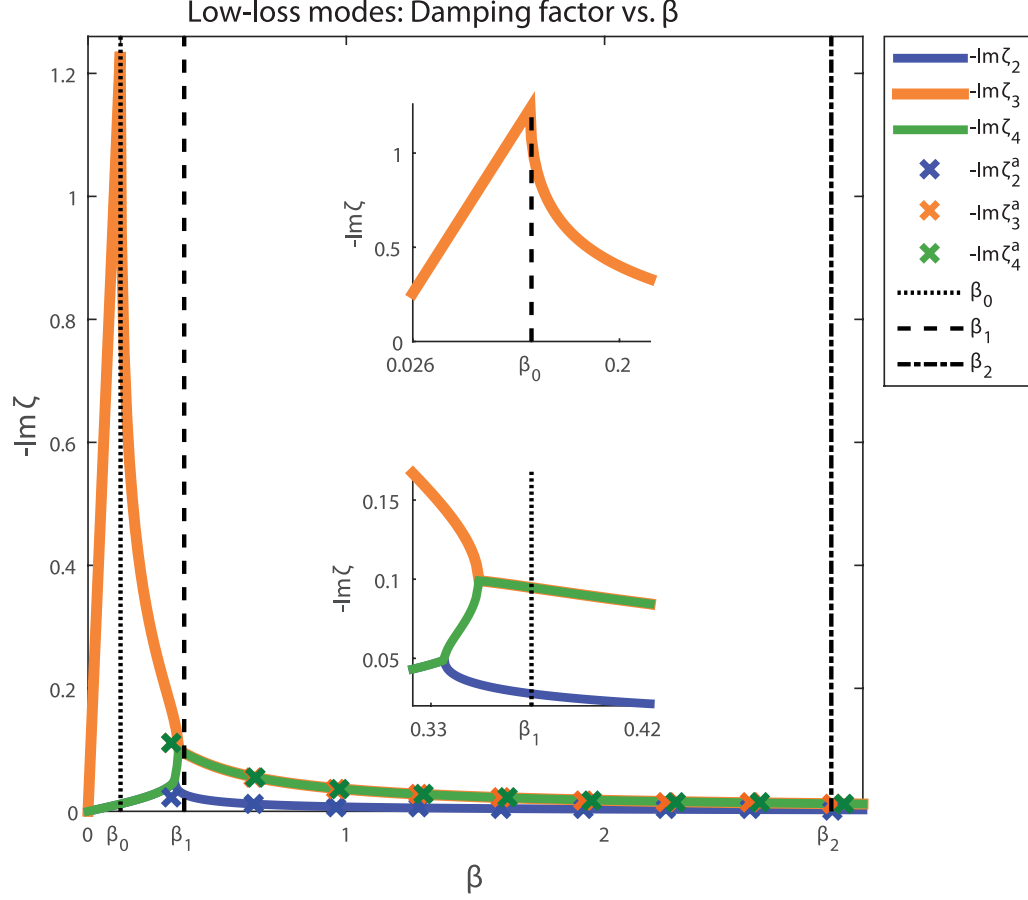 Low-loss modes: Damping factor vs. β
-Im ζ
1.2
1
0.8
0.6
0.4
0.2
0
0
β₀
β₁
1
2
β₂
β
-Im ζ
1
0.5
0
0.026
β₀
0.2
-Im ζ
0.15
0.1
0.05
0.33
β₁
0.42
-Im ζ₂
-Im ζ₃
-Im ζ₄
-Im ζ₂ᵃ
-Im ζ₃ᵃ
-Im ζ₄ᵃ
β₀
β₁
β₂